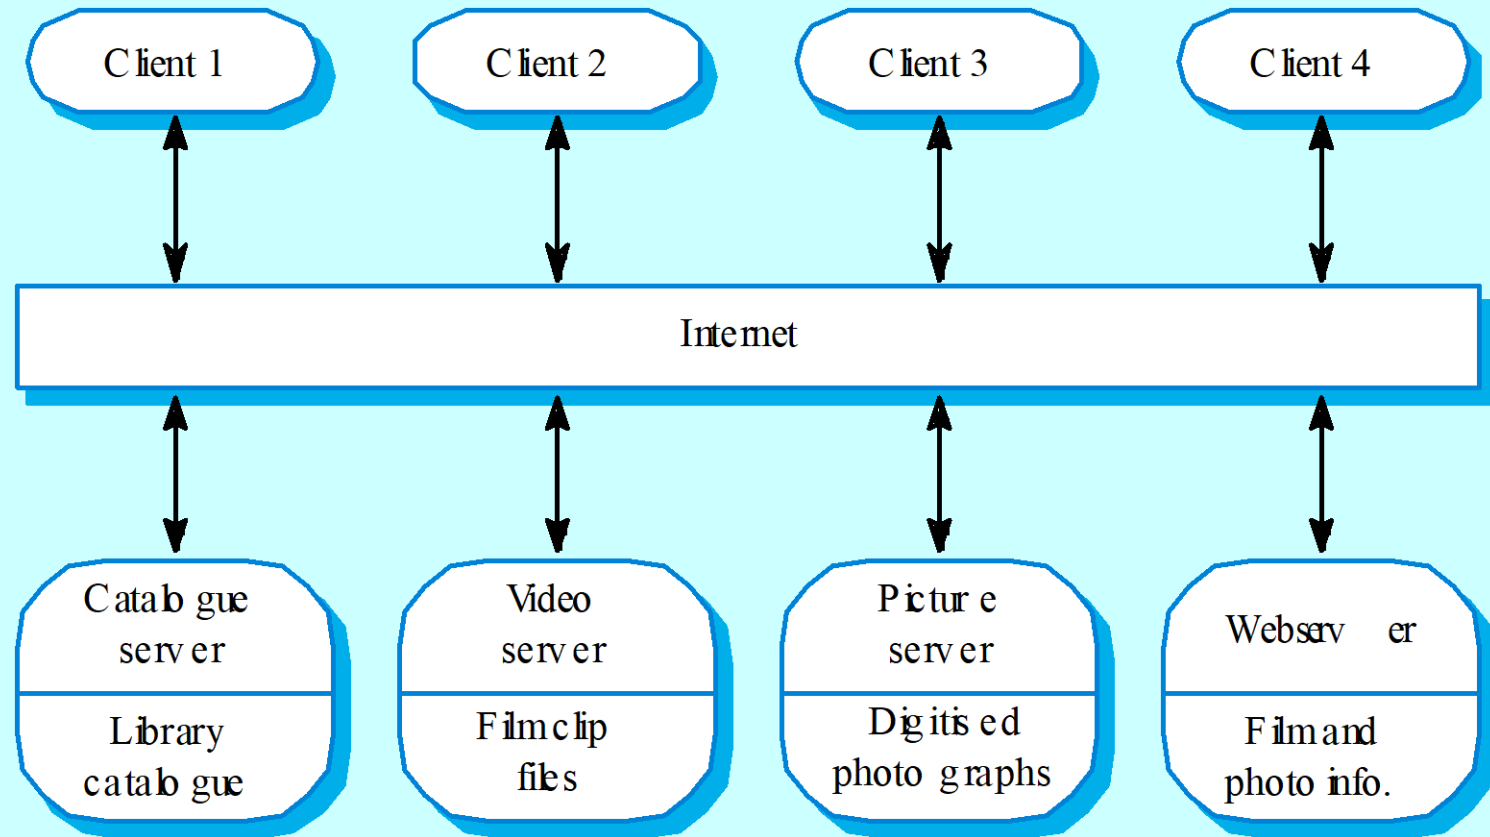 Client 1
Client 2
Client 3
Client 4
Internet
Catalogue
server
Library
catalogue
Video
server
Film clip
files
Picture
server
Digitised
photographs
Web server
Film and
photo info.